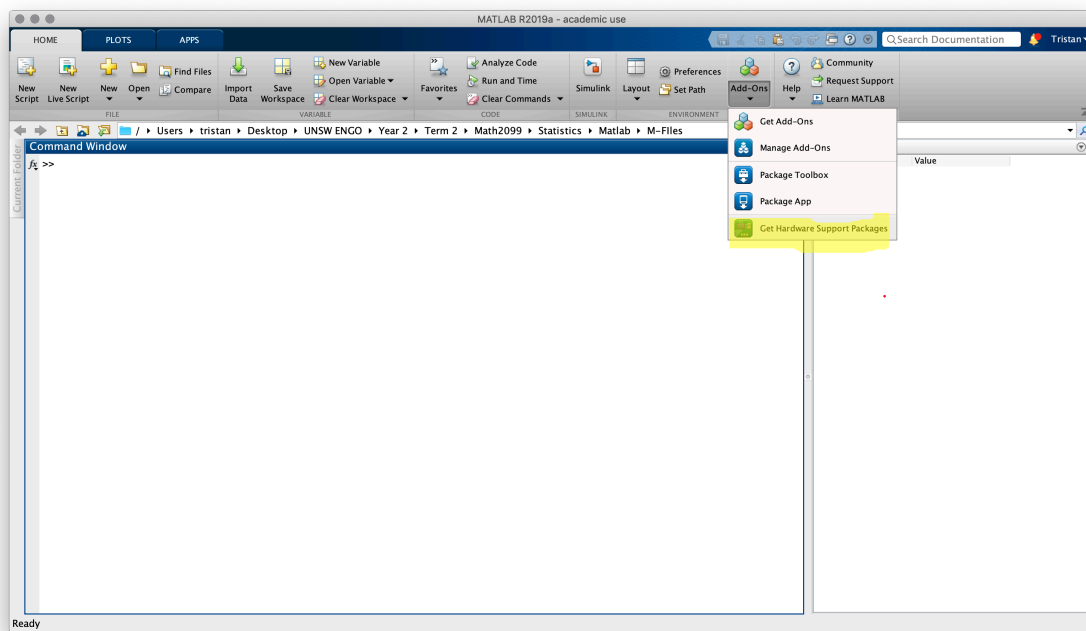 MATLAB R2019a - academic use
HOME PLOTS APPS
Search Documentation Tristan
New Script
New Live Script
New
Open
Find Files
Compare
Import Data
Save Workspace
New Variable
Open Variable
Clear Workspace
Favorites
Analyze Code
Run and Time
Clear Commands
Simulink
Layout
Preferences
Set Path
Add-Ons
Help
Community
Request Support
Learn MATLAB
FILE VARIABLE CODE SIMULINK ENVIRONMENT
/ Users tristan Desktop UNSW ENGO Year 2 Term 2 Math2099 Statistics Matlab M-FIles
Get Add-Ons
Manage Add-Ons
Package Toolbox
Package App
Get Hardware Support Packages
Current Folder
Command Window
fx >>
Value
Ready